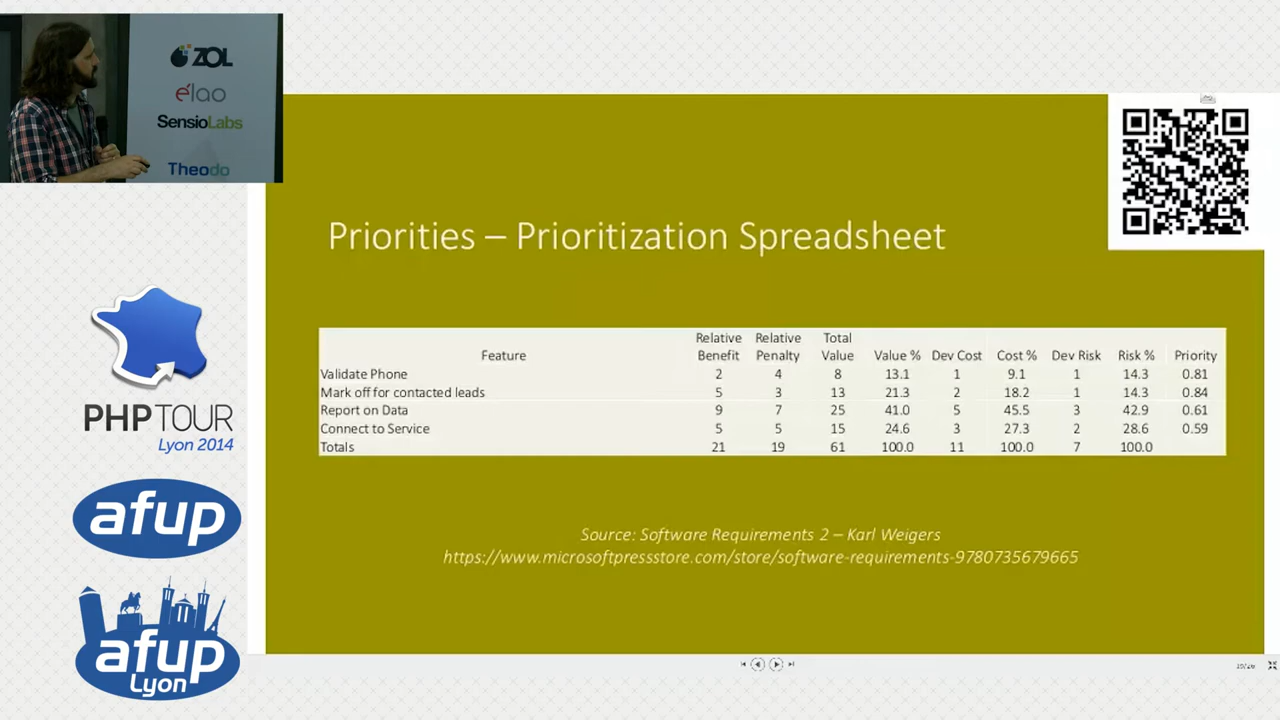 ZOL
élao
SensioLabs
Theodo
PHP TOUR
Lyon 2014
afup
afup
Lyon
Priorities – Prioritization Spreadsheet
Feature Relative Benefit Relative Penalty Total Value Value % Dev Cost Cost % Dev Risk Risk % Priority
Validate Phone 2 4 8 13.1 1 9.1 1 14.3 0.81
Mark off for contacted leads 5 3 13 21.3 2 18.2 1 14.3 0.84
Report on Data 9 7 25 41.0 5 45.5 3 42.9 0.61
Connect to Service 5 5 15 24.6 3 27.3 2 28.6 0.59
Totals 21 19 61 100.0 11 100.0 7 100.0
Source: Software Requirements 2 – Karl Weigers
https://www.microsoftpressstore.com/store/software-requirements-9780735679665